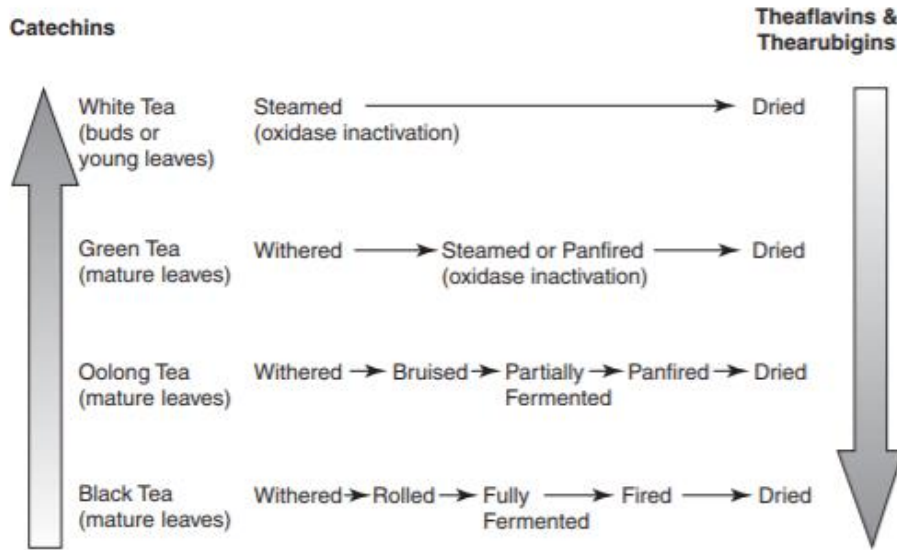 Catechins
Theaflavins &
Thearubigins
White Tea
(buds or
young leaves)
Steamed
(oxidase inactivation)
Dried
Green Tea
(mature leaves)
Withered
Steamed or Panfired
(oxidase inactivation)
Dried
Oolong Tea
(mature leaves)
Withered
Bruised
Partially
Fermented
Panfired
Dried
Black Tea
(mature leaves)
Withered
Rolled
Fully
Fermented
Fired
Dried